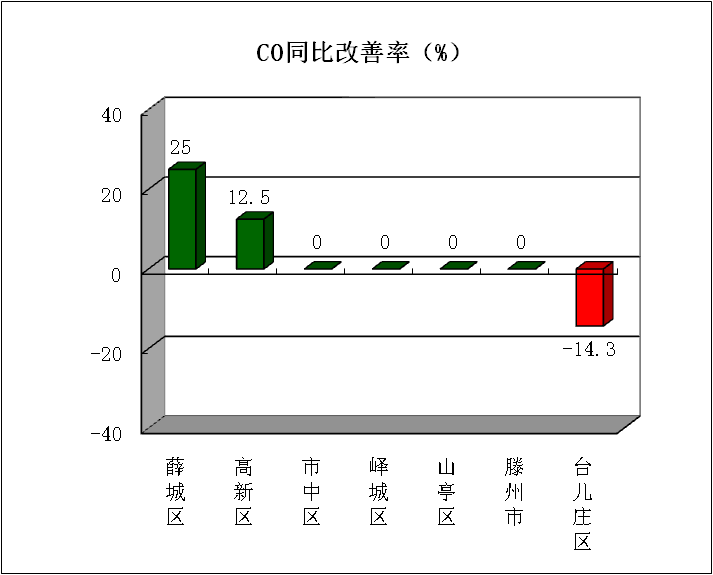 CO同比改善率（%）
40
20
0
-20
-40
25
12.5
0
0
0
0
-14.3
薛城区
高新区
市中区
峄城区
山亭区
滕州市
台儿庄区